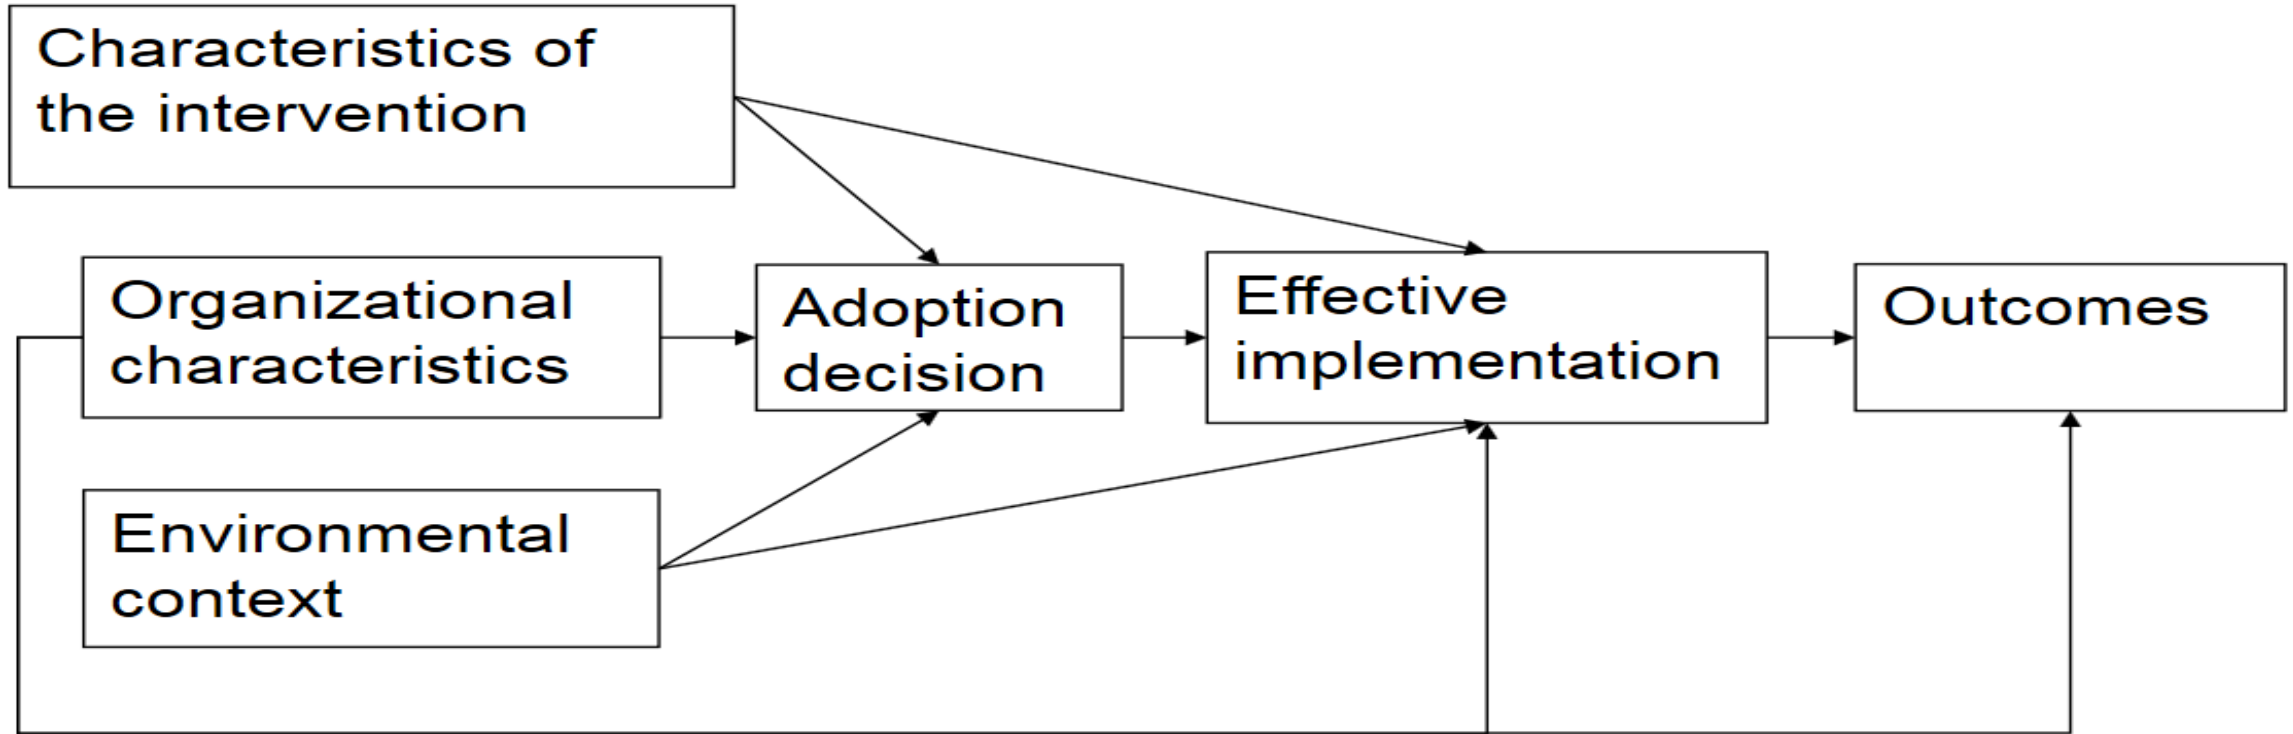 Characteristics of
the intervention
Organizational
characteristics
Adoption
decision
Effective
implementation
Outcomes
Environmental
context